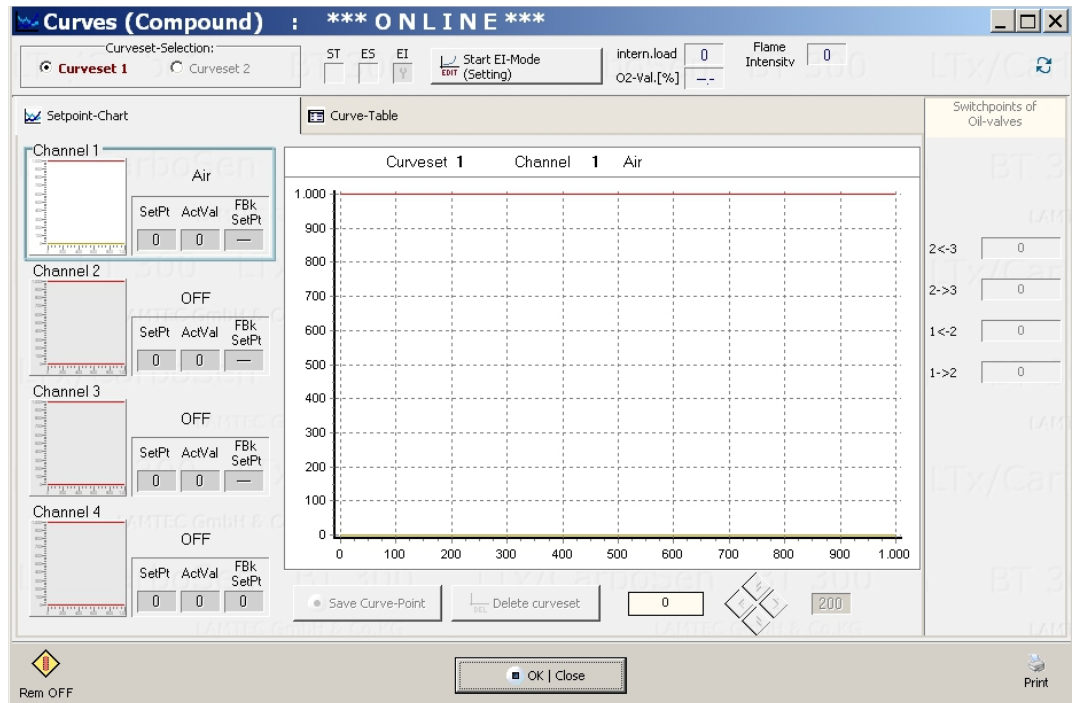 Curves (Compound) : *** O N L I N E ***
Curveset-Selection:
Curveset 1 Curveset 2
ST ES EI
Y
EDIT
Start EI-Mode
(Setting)
intern.load 0
O2-Val.[%] --.-
Flame
Intensity 0
Setpoint-Chart
Curve-Table
Switchpoints of
Oil-valves
Channel 1
Air
SetPt ActVal FBk
SetPt
0 0 —
Channel 2
OFF
SetPt ActVal FBk
SetPt
0 0 —
Channel 3
OFF
SetPt ActVal FBk
SetPt
0 0 —
Channel 4
OFF
SetPt ActVal FBk
SetPt
0 0 0
Curveset 1 Channel 1 Air
1.000
900
800
700
600
500
400
300
200
100
0
0 100 200 300 400 500 600 700 800 900 1.000
2<-3 0
2->3 0
1<-2 0
1->2 0
Save Curve-Point
DEL
Delete curveset
0
200
Rem OFF
OK | Close
Print